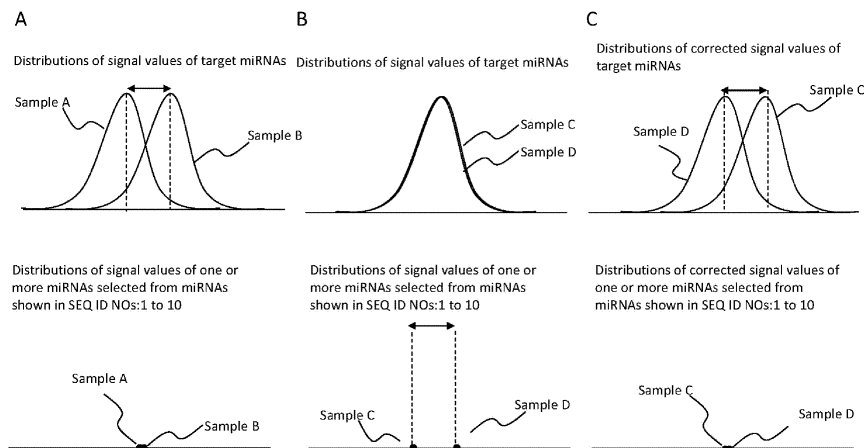 A
Distributions of signal values of target miRNAs
Sample A
Sample B
Distributions of signal values of one or
more miRNAs selected from miRNAs
shown in SEQ ID NOs:1 to 10
Sample A
Sample B
B
Distributions of signal values of target miRNAs
Sample C
Sample D
Distributions of signal values of one or
more miRNAs selected from miRNAs
shown in SEQ ID NOs:1 to 10
Sample C
Sample D
C
Distributions of corrected signal values of
target miRNAs
Sample C
Sample D
Distributions of corrected signal values of
one or more miRNAs selected from
miRNAs shown in SEQ ID NOs:1 to 10
Sample C
Sample D